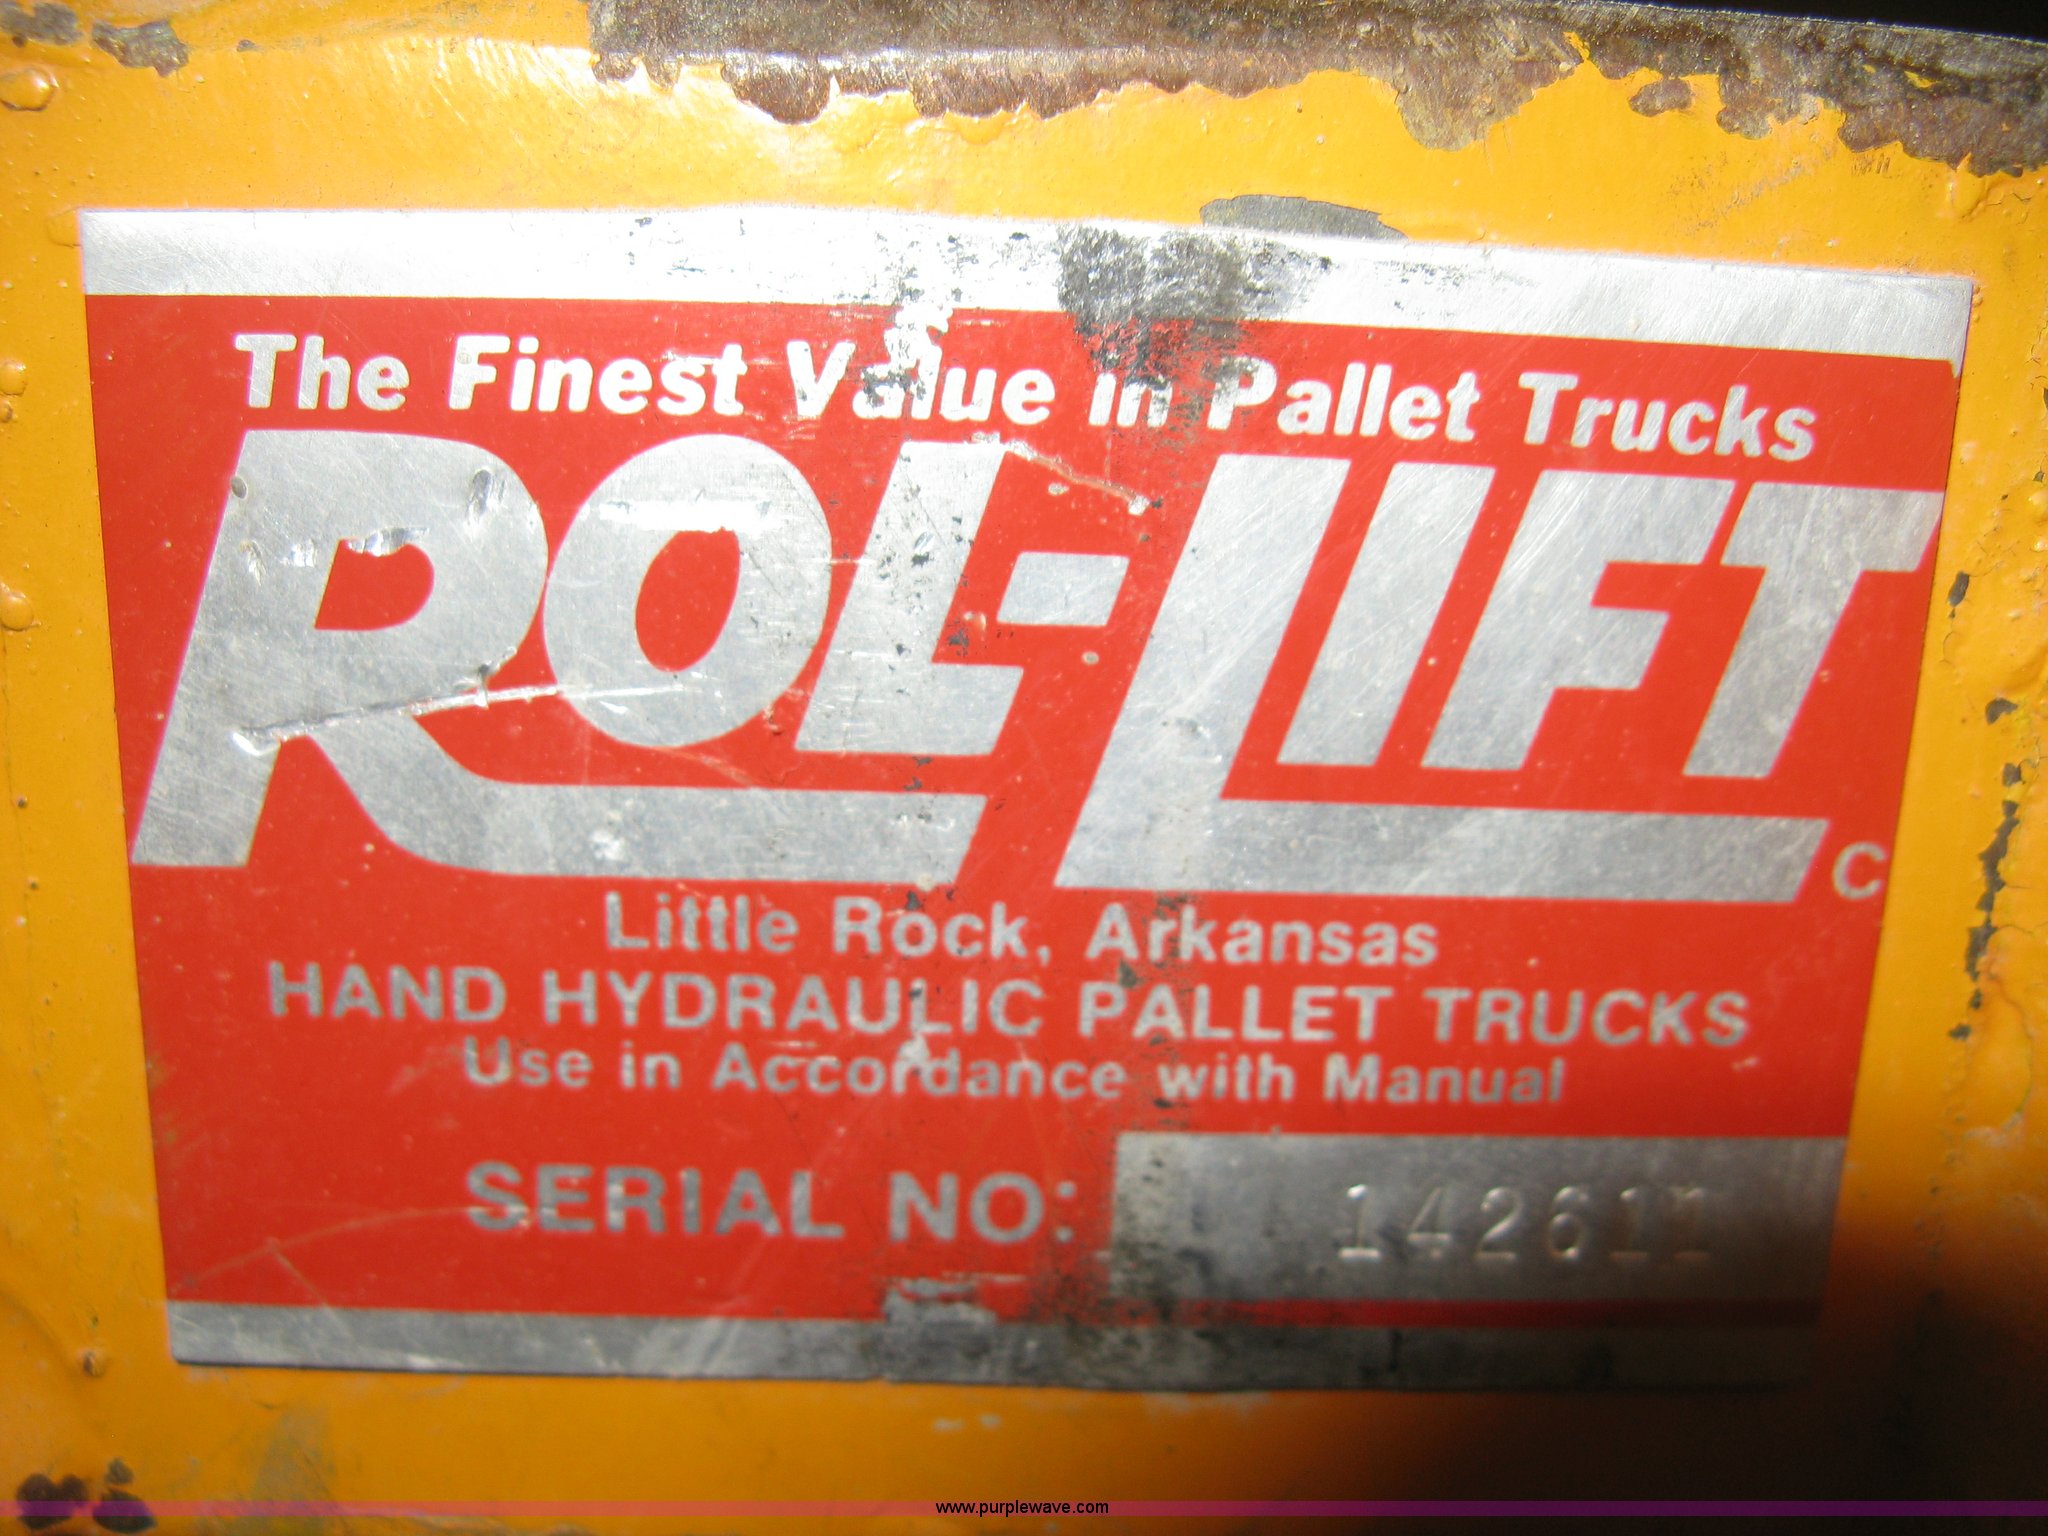 The Finest Value in Pallet Trucks
ROL-LIFT
C
Little Rock, Arkansas
HAND HYDRAULIC PALLET TRUCKS
Use in Accordance with Manual
SERIAL NO: 142611
www.purplewave.com